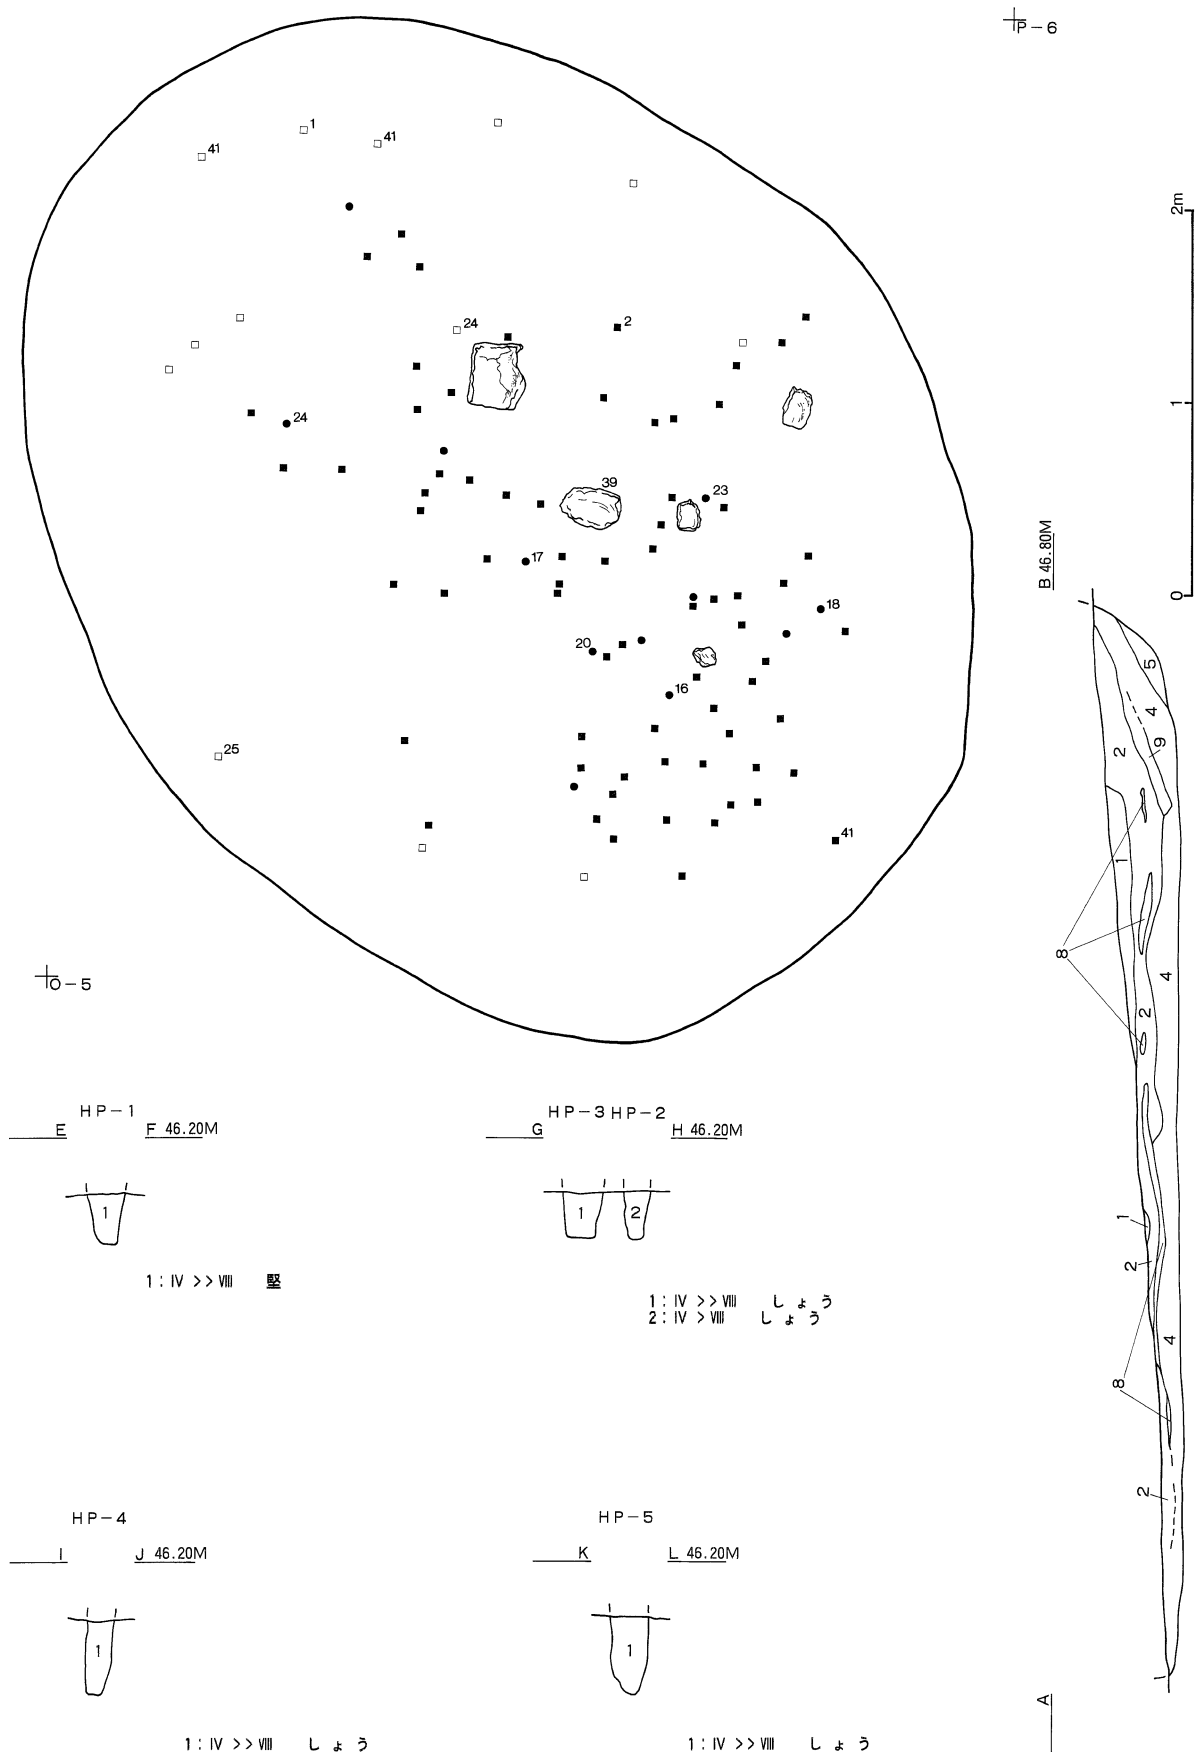 P-6
41
1
41
2m
24
2
24
1
39
23
B 46.80M
17
0
18
20
5
16
4
9
25
2
41
1
8
4
O-5
2
HP-1
HP-3 HP-2
E
F 46.20M
G
H 46.20M
1
1
2
1
2
1：Ⅳ >> Ⅷ 堅
1：Ⅳ >> Ⅷ しょう
2：Ⅳ > Ⅷ しょう
4
8
2
HP-4
HP-5
I
J 46.20M
K
L 46.20M
1
1
A
1：Ⅳ >> Ⅷ しょう
1：Ⅳ >> Ⅷ しょう